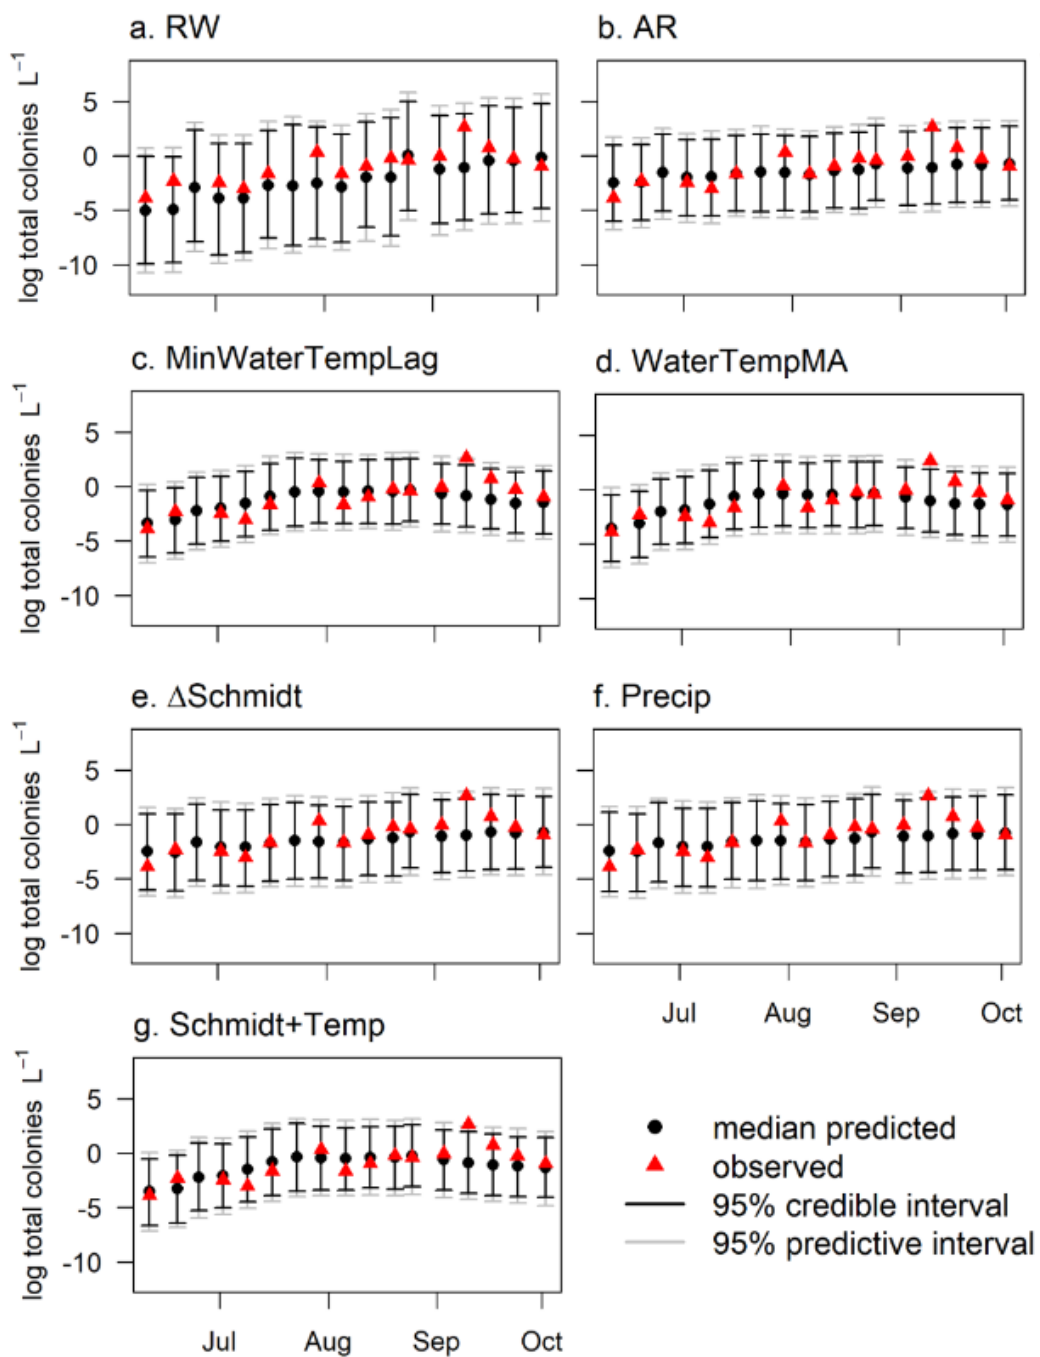 a. RW
b. AR
log total colonies L⁻¹
5
0
-5
-10
c. MinWaterTempLag
d. WaterTempMA
log total colonies L⁻¹
5
0
-5
-10
e. ΔSchmidt
f. Precip
log total colonies L⁻¹
5
0
-5
-10
Jul Aug Sep Oct
g. Schmidt+Temp
log total colonies L⁻¹
5
0
-5
-10
Jul Aug Sep Oct
median predicted
observed
95% credible interval
95% predictive interval